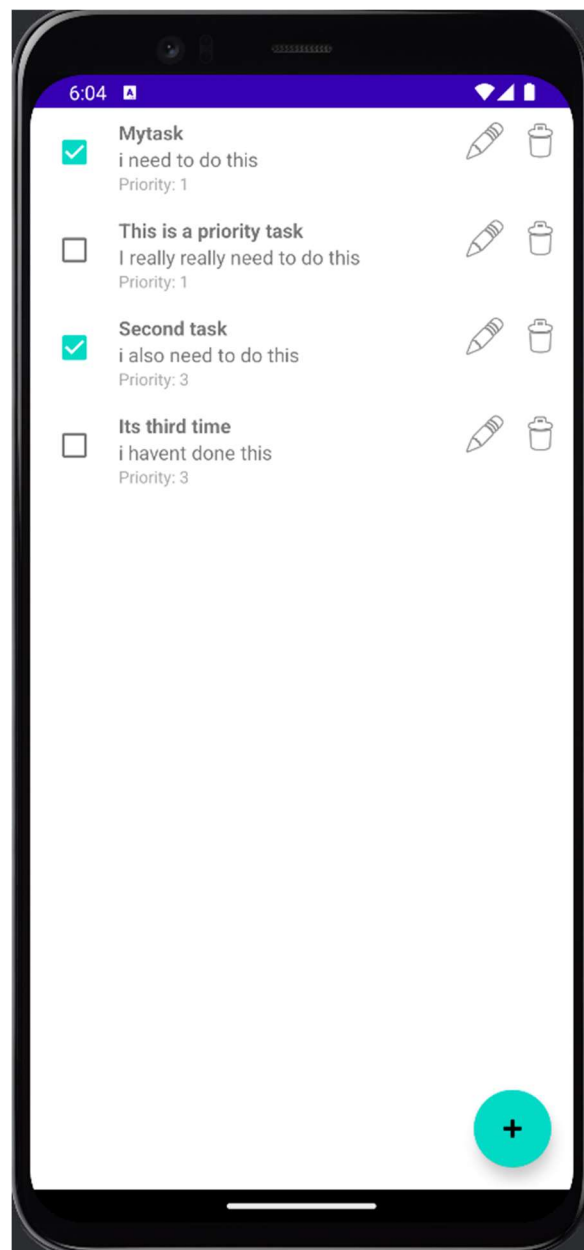 6:04 A
Mytask
i need to do this
Priority: 1
This is a priority task
I really really need to do this
Priority: 1
Second task
i also need to do this
Priority: 3
Its third time
i havent done this
Priority: 3
+